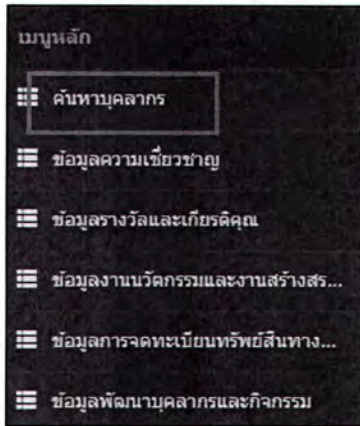 เมนูหลัก
ค้นหาบุคลากร
ข้อมูลความเชี่ยวชาญ
ข้อมูลรางวัลและเกียรติคุณ
ข้อมูลงานนวัตกรรมและงานสร้างสร...
ข้อมูลการจดทะเบียนทรัพย์สินทาง...
ข้อมูลพัฒนาบุคลากรและกิจกรรม